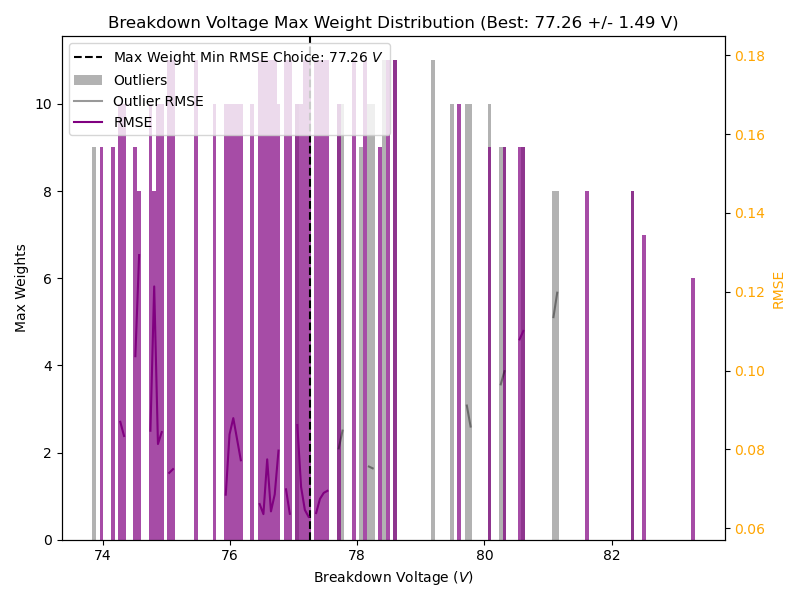 Breakdown Voltage Max Weight Distribution (Best: 77.26 +/- 1.49 V)
Max Weight Min RMSE Choice: 77.26 V
Outliers
Outlier RMSE
RMSE
Max Weights
0
2
4
6
8
10
74
76
78
80
82
Breakdown Voltage (V)
0.18
0.16
0.14
0.12
0.10
0.08
0.06
RMSE